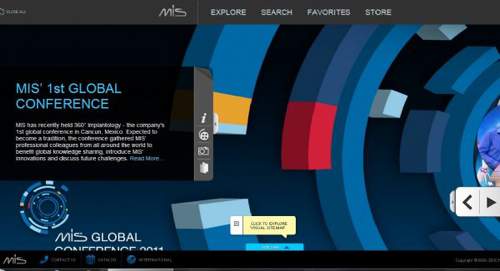 CLOSE ALL
MIS
EXPLORE SEARCH FAVORITES STORE
MIS' 1st GLOBAL
CONFERENCE
MIS has recently held 360° Implantology - the company's
1st global conference in Cancun, Mexico. Expected to
become a tradition, the conference gathered MIS'
professional colleagues from all around the world to
benefit global knowledge sharing, introduce MIS'
innovations and discuss future challenges. Read More...
CLICK TO EXPLORE
VISUAL SITEMAP
MIS GLOBAL
CONFERENCE 2011
MIS CONTACT US CATALOG INTERNATIONAL
Copyright